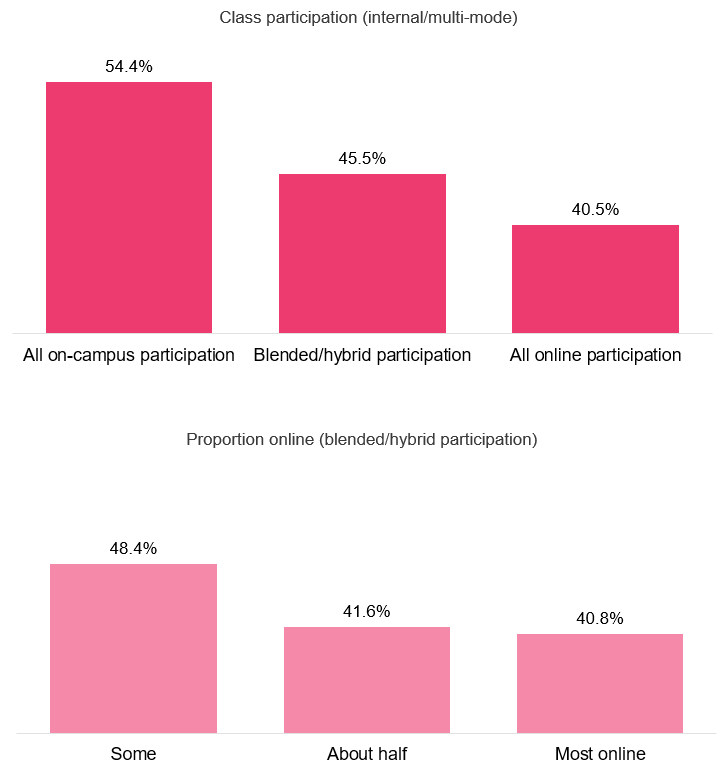 Class participation (internal/multi-mode)
54.4%
45.5%
40.5%
All on-campus participation
Blended/hybrid participation
All online participation
Proportion online (blended/hybrid participation)
48.4%
41.6%
40.8%
Some
About half
Most online